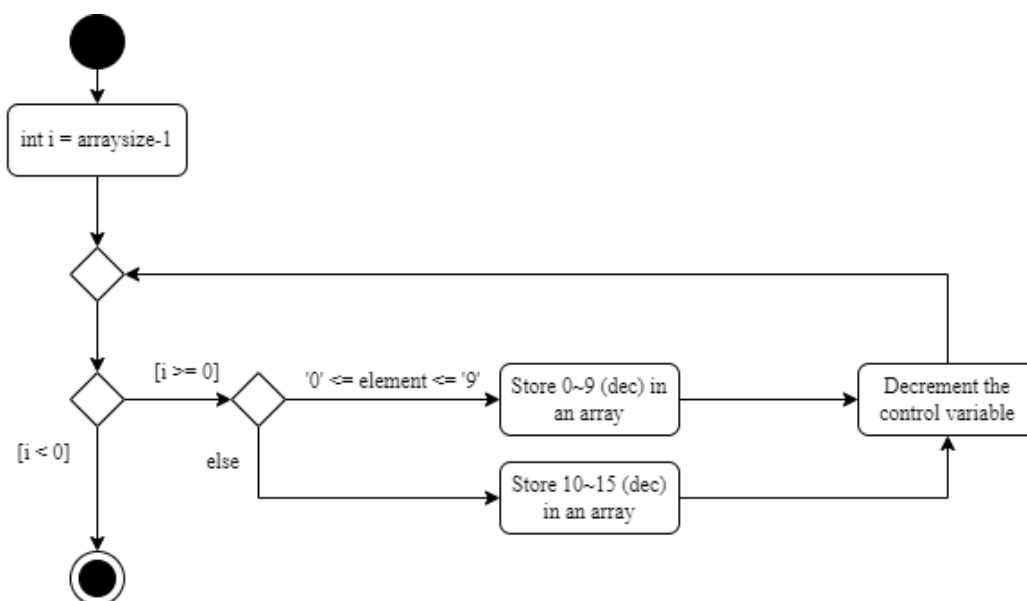 int i = arraysize-1
[i >= 0]
'0' <= element <= '9'
Store 0~9 (dec) in
an array
Decrement the
control variable
[i < 0]
else
Store 10~15 (dec)
in an array